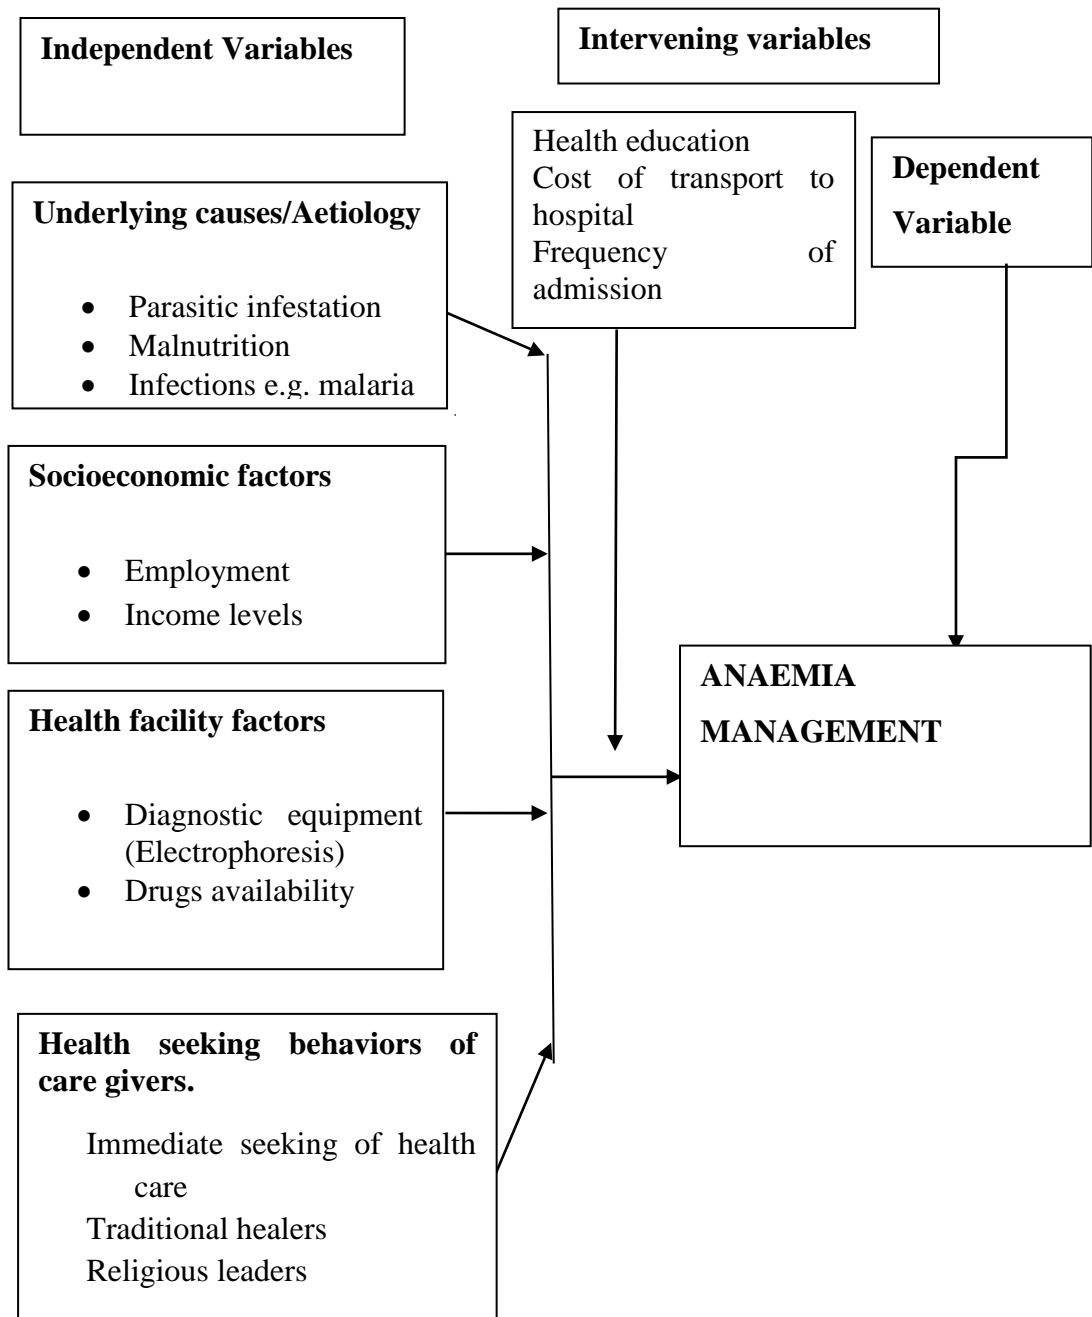 Independent Variables
Intervening variables
Health education
Cost of transport to
hospital
Frequency of
admission
Dependent
Variable
Underlying causes/Aetiology
• Parasitic infestation
• Malnutrition
• Infections e.g. malaria
Socioeconomic factors
• Employment
• Income levels
ANAEMIA
MANAGEMENT
Health facility factors
• Diagnostic equipment
(Electrophoresis)
• Drugs availability
Health seeking behaviors of
care givers.
Immediate seeking of health
care
Traditional healers
Religious leaders